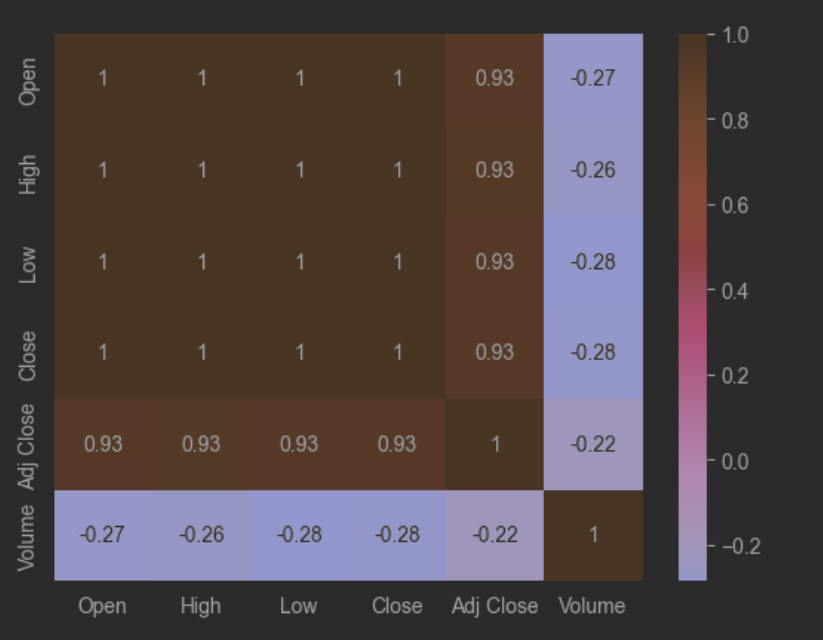 Open 1 1 1 1 0.93 -0.27
High 1 1 1 1 0.93 -0.26
Low 1 1 1 1 0.93 -0.28
Close 1 1 1 1 0.93 -0.28
Adj Close 0.93 0.93 0.93 0.93 1 -0.22
Volume -0.27 -0.26 -0.28 -0.28 -0.22 1
Open High Low Close Adj Close Volume
1.0
0.8
0.6
0.4
0.2
0.0
−0.2